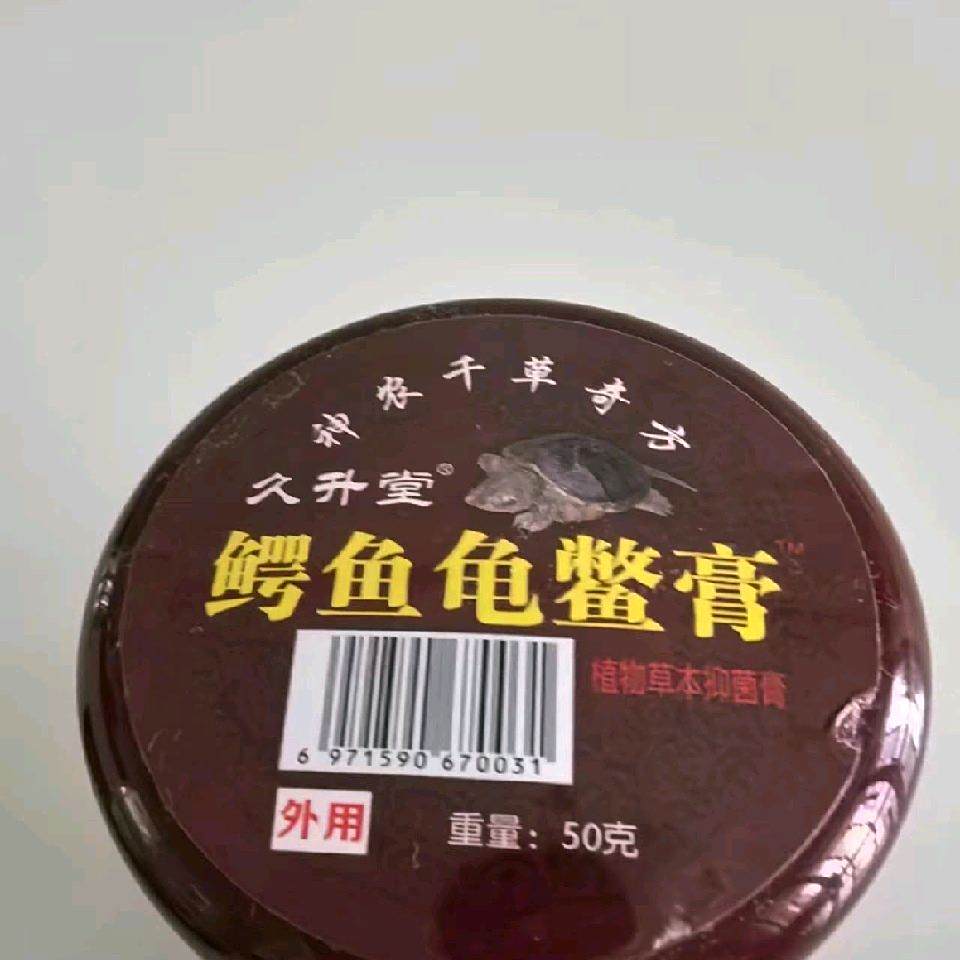 神农千草奇方
久升堂®
鳄鱼龟鳖膏™
植物草本抑菌膏
6 971590 670031
外用
重量：50克